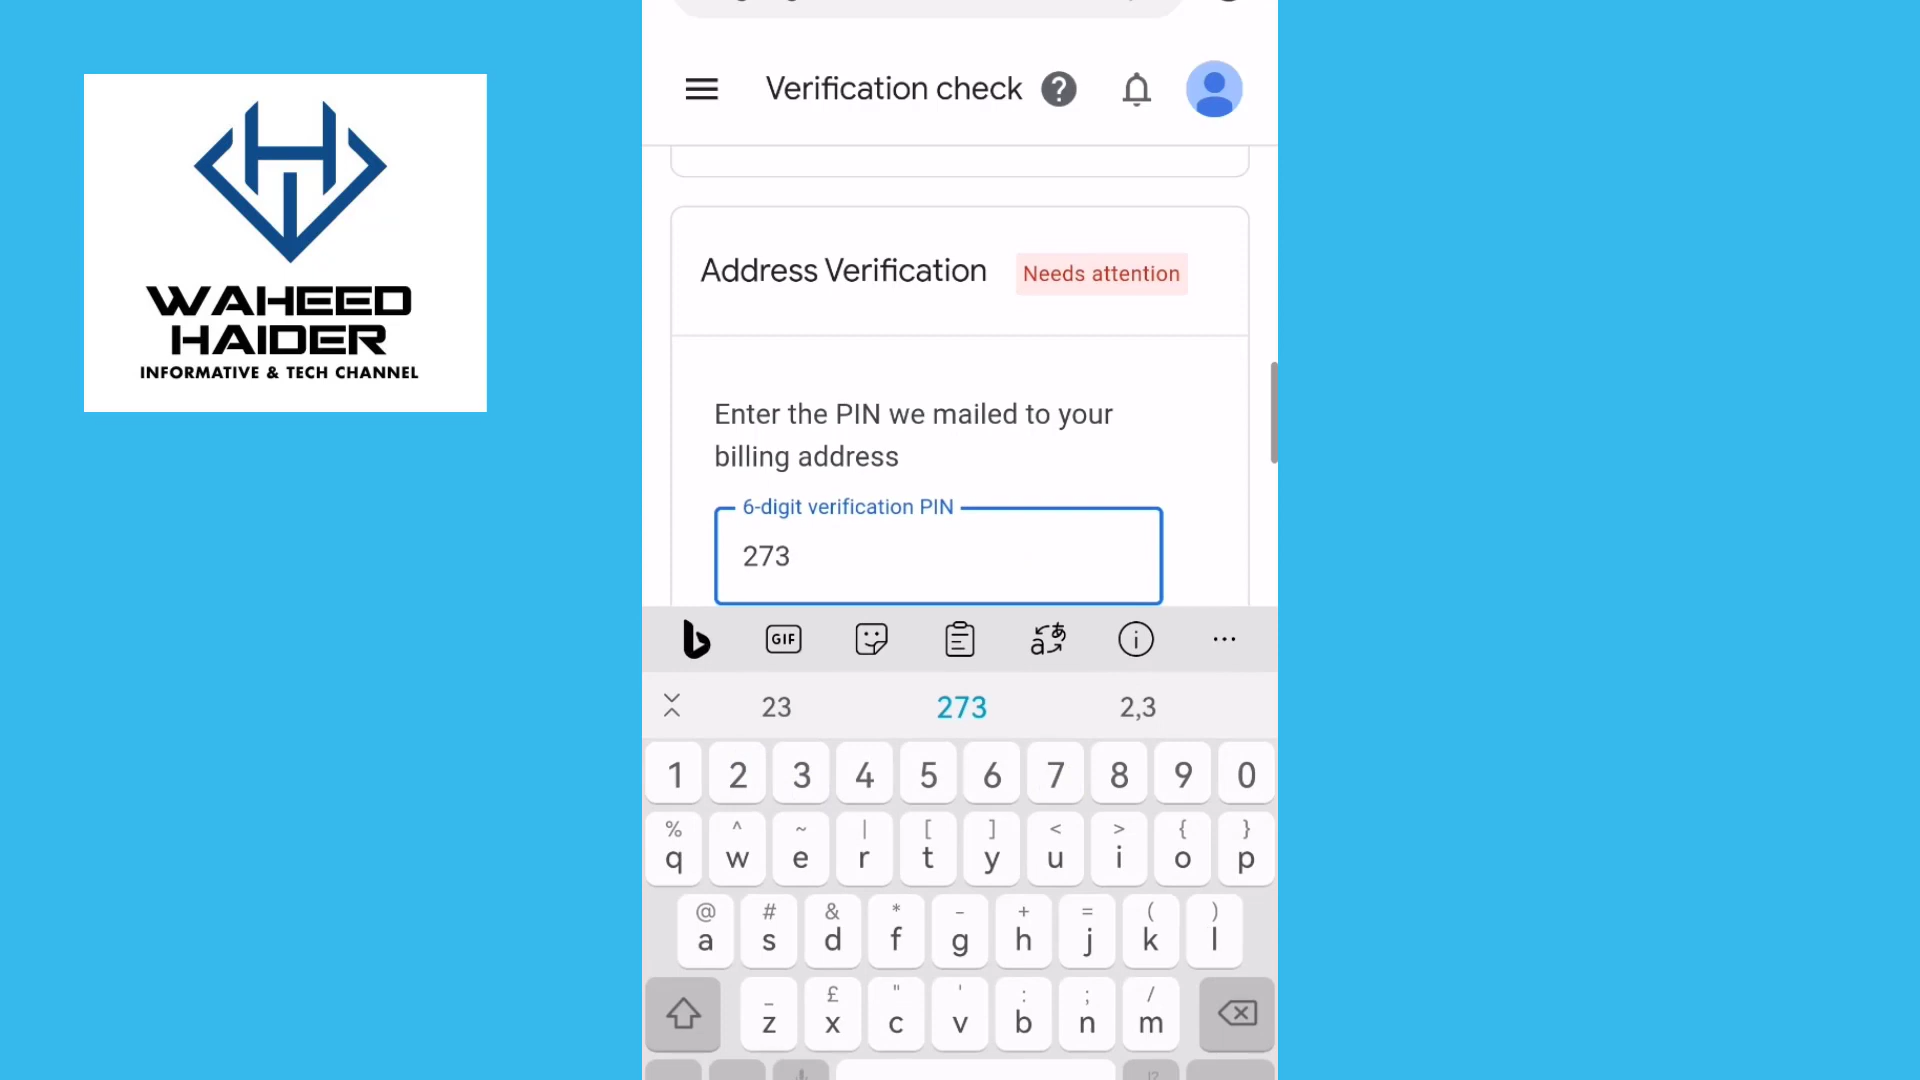 Verification check ?
WAHEED
HAIDER
INFORMATIVE & TECH CHANNEL
Address Verification Needs attention
Enter the PIN we mailed to your
billing address
6-digit verification PIN
273
GIF
23 273 2,3
1 2 3 4 5 6 7 8 9 0
% ^ ~ | [ ] < > { }
q w e r t y u i o p
@ # & * - + = ( )
a s d f g h j k l
_ £ " ' : ; /
z x c v b n m